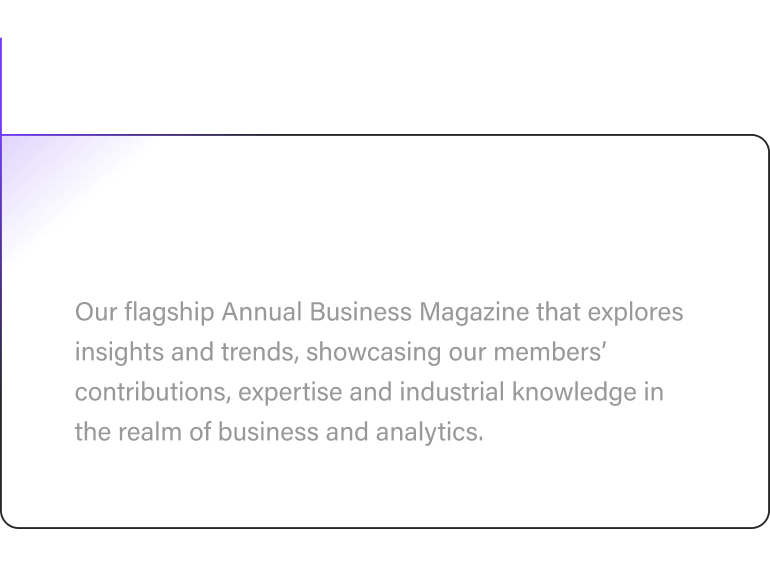 Our flagship Annual Business Magazine that explores
insights and trends, showcasing our members’
contributions, expertise and industrial knowledge in
the realm of business and analytics.